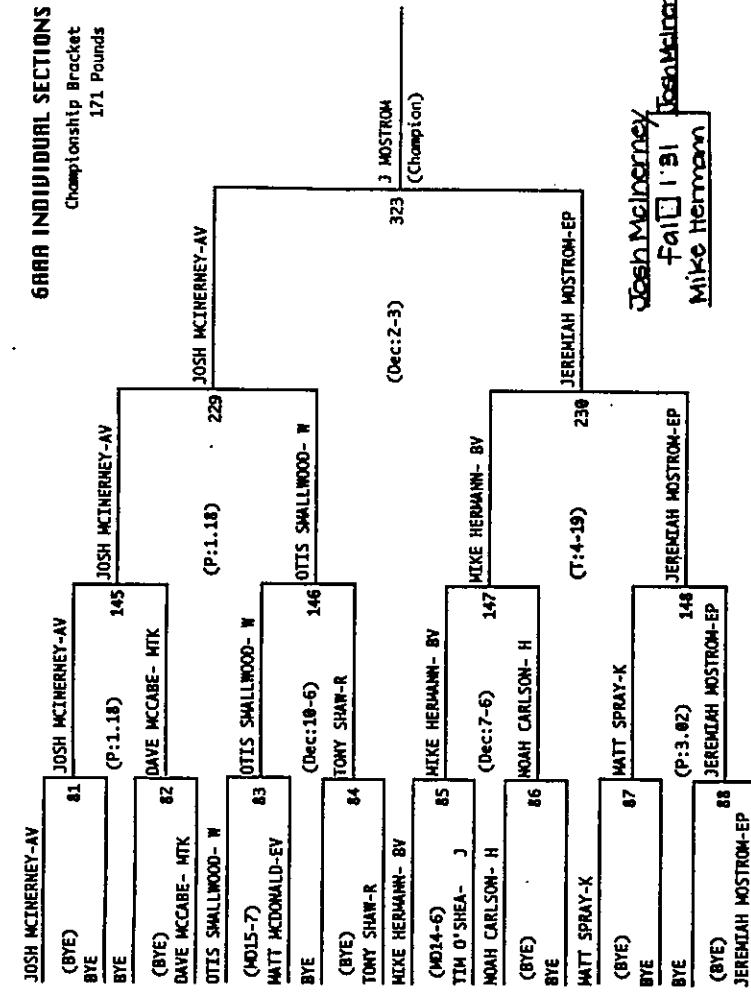 6AAA INDIVIDUAL SECTIONS
Championship Bracket
171 Pounds
JOSH MCINERNEY-AV
(BYE)
81
BYE
JOSH MCINERNEY-AV
(P:1.18)
145
BYE
(BYE)
82
DAVE MCCABE- MTK
DAVE MCCABE- MTK
JOSH MCINERNEY-AV
(P:1.18)
229
OTIS SMALLWOOD- W
(MD15-7)
83
MATT MCDONALD-EV
OTIS SMALLWOOD- W
(Dec:10-6)
146
BYE
(BYE)
84
TONY SHAW-R
TONY SHAW-R
OTIS SMALLWOOD- W
JOSH MCINERNEY-AV
(Dec:2-3)
323
J MOSTROM
(Champion)
MIKE HERMANN- BV
(MD14-6)
85
TIM O'SHEA- J
MIKE HERMANN- BV
(Dec:7-6)
147
NOAH CARLSON- H
(BYE)
86
BYE
NOAH CARLSON- H
MIKE HERMANN- BV
(T:4-19)
230
MATT SPRAY-K
(BYE)
87
BYE
MATT SPRAY-K
(P:3.02)
148
BYE
(BYE)
88
JEREMIAH MOSTROM-EP
JEREMIAH MOSTROM-EP
JEREMIAH MOSTROM-EP
JEREMIAH MOSTROM-EP
Josh McInerney
Fall 1:31
Mike Hermann